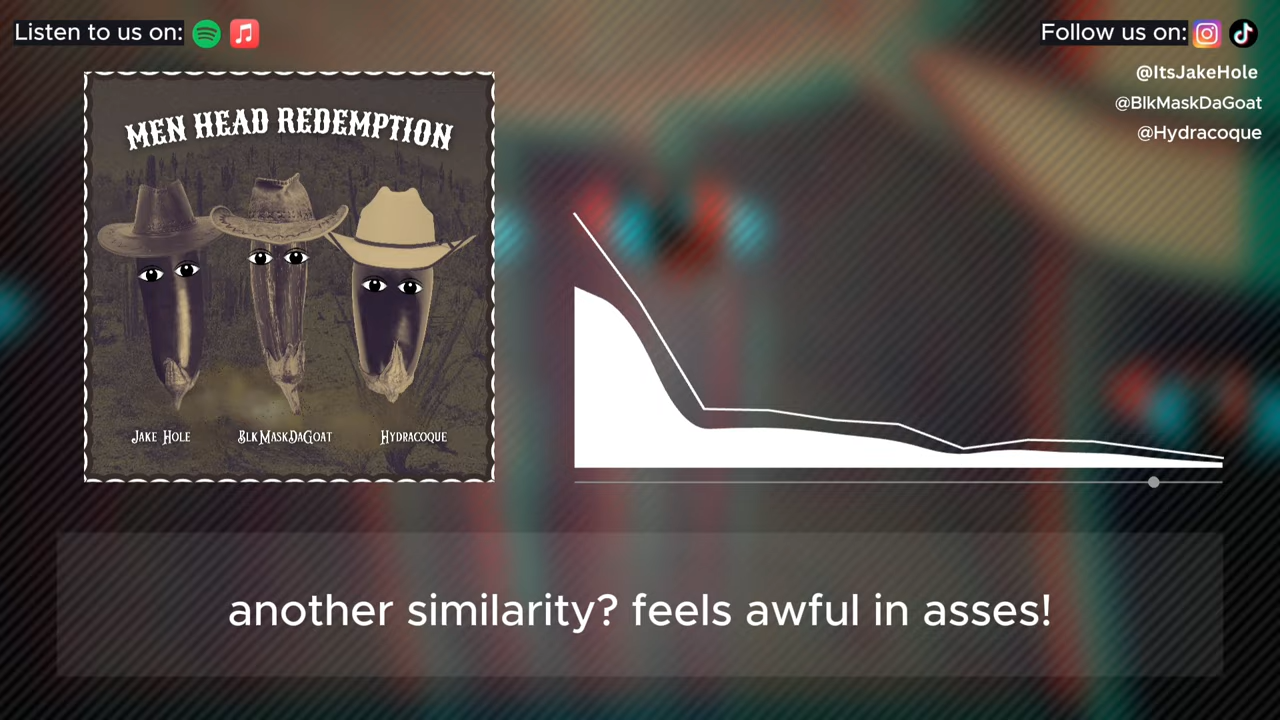 Listen to us on:
Follow us on:
@ItsJakeHole
@BlkMaskDaGoat
@Hydracoque
MEN HEAD REDEMPTION
JAKE HOLE
BLKMASKDAGOAT
HYDRACOQUE
another similarity? feels awful in asses!